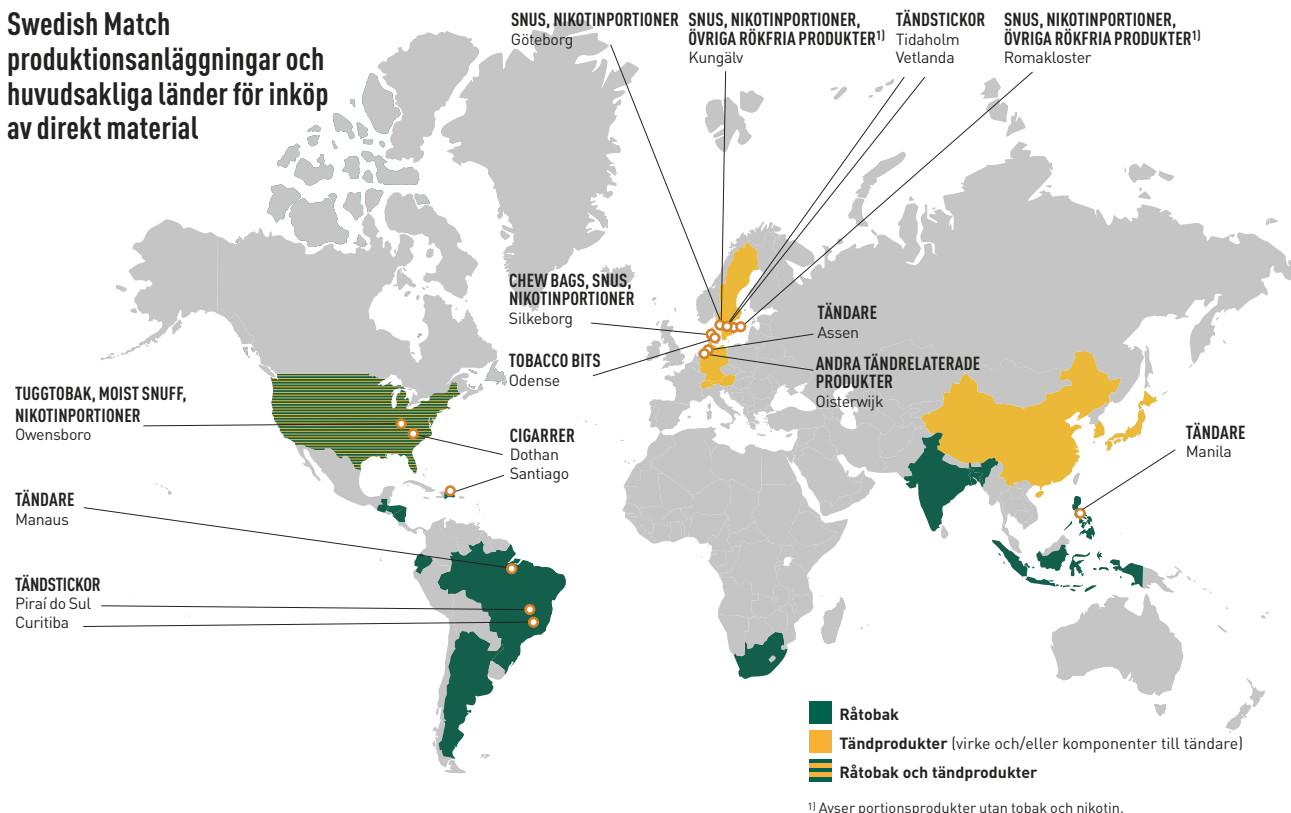 Swedish Match
produktionsanläggningar och
huvudsakliga länder för inköp
av direkt material
SNUS, NIKOTINPORTIONER
Göteborg
SNUS, NIKOTINPORTIONER,
ÖVRIGA RÖKFRIA PRODUKTER¹⁾
Kungälv
TÄNDSTICKOR
Tidaholm
Vetlanda
SNUS, NIKOTINPORTIONER,
ÖVRIGA RÖKFRIA PRODUKTER¹⁾
Romakloster
CHEW BAGS, SNUS,
NIKOTINPORTIONER
Silkeborg
TÄNDARE
Assen
TOBACCO BITS
Odense
ANDRA TÄNDRELATERADE
PRODUKTER
Oisterwijk
TUGGTOBAK, MOIST SNUFF,
NIKOTINPORTIONER
Owensboro
CIGARRER
Dothan
Santiago
TÄNDARE
Manila
TÄNDARE
Manaus
TÄNDSTICKOR
Piraí do Sul
Curitiba
Råtobak
Tändprodukter (virke och/eller komponenter till tändare)
Råtobak och tändprodukter
¹⁾ Avser portionsprodukter utan tobak och nikotin.